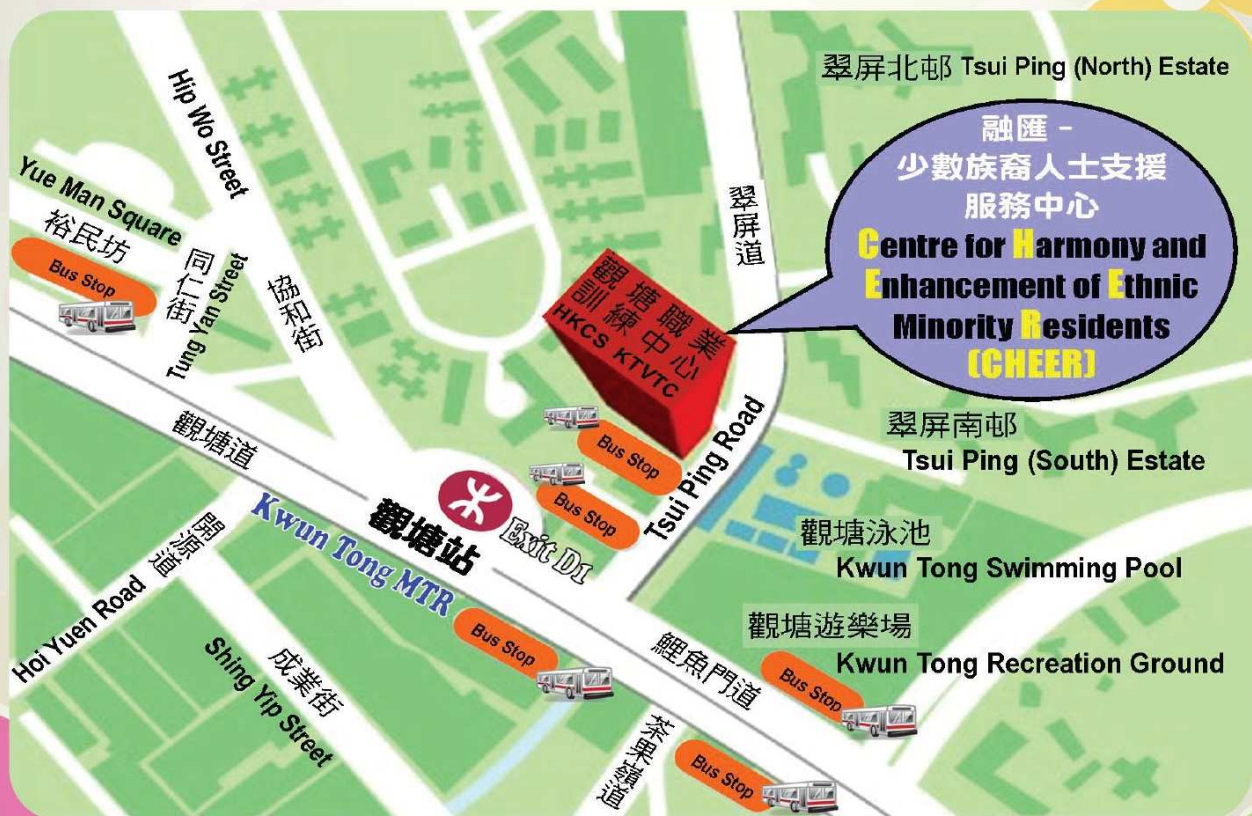 翠屏北邨 Tsui Ping (North) Estate
融匯 -
少數族裔人士支援
服務中心
Centre for Harmony and
Enhancement of Ethnic
Minority Residents
(CHEER)
Hip Wo Street
協和街
Yue Man Square
裕民坊
Bus Stop
同仁街
Tung Yan Street
翠屏道
觀塘職業
訓練中心
HKCS KTVTC
Bus Stop
Bus Stop
Tsui Ping Road
翠屏南邨
Tsui Ping (South) Estate
觀塘道
觀塘站
Kwun Tong MTR
Exit D1
觀塘泳池
Kwun Tong Swimming Pool
開源道
Hoi Yuen Road
成業街
Shing Yip Street
Bus Stop
觀塘遊樂場
Kwun Tong Recreation Ground
鯉魚門道
Bus Stop
茶果嶺道
Bus Stop